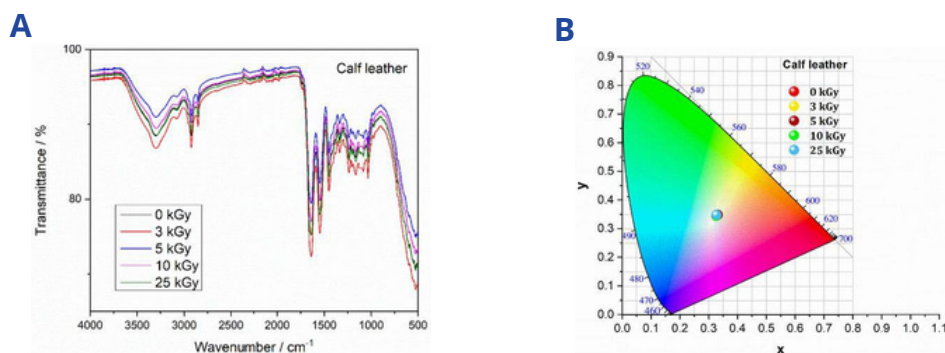 A
B
100
80
Transmittance / %
Calf leather
0 kGy
3 kGy
5 kGy
10 kGy
25 kGy
4000 3500 3000 2500 2000 1500 1000 500
Wavenumber / cm⁻¹
0.9
0.8
0.7
0.6
0.5
0.4
0.3
0.2
0.1
0.0
y
Calf leather
0 kGy
3 kGy
5 kGy
10 kGy
25 kGy
520
540
560
580
600
620
700
490
480
470
460
0.0 0.1 0.2 0.3 0.4 0.5 0.6 0.7 0.8 0.9 1.0 1.1
x